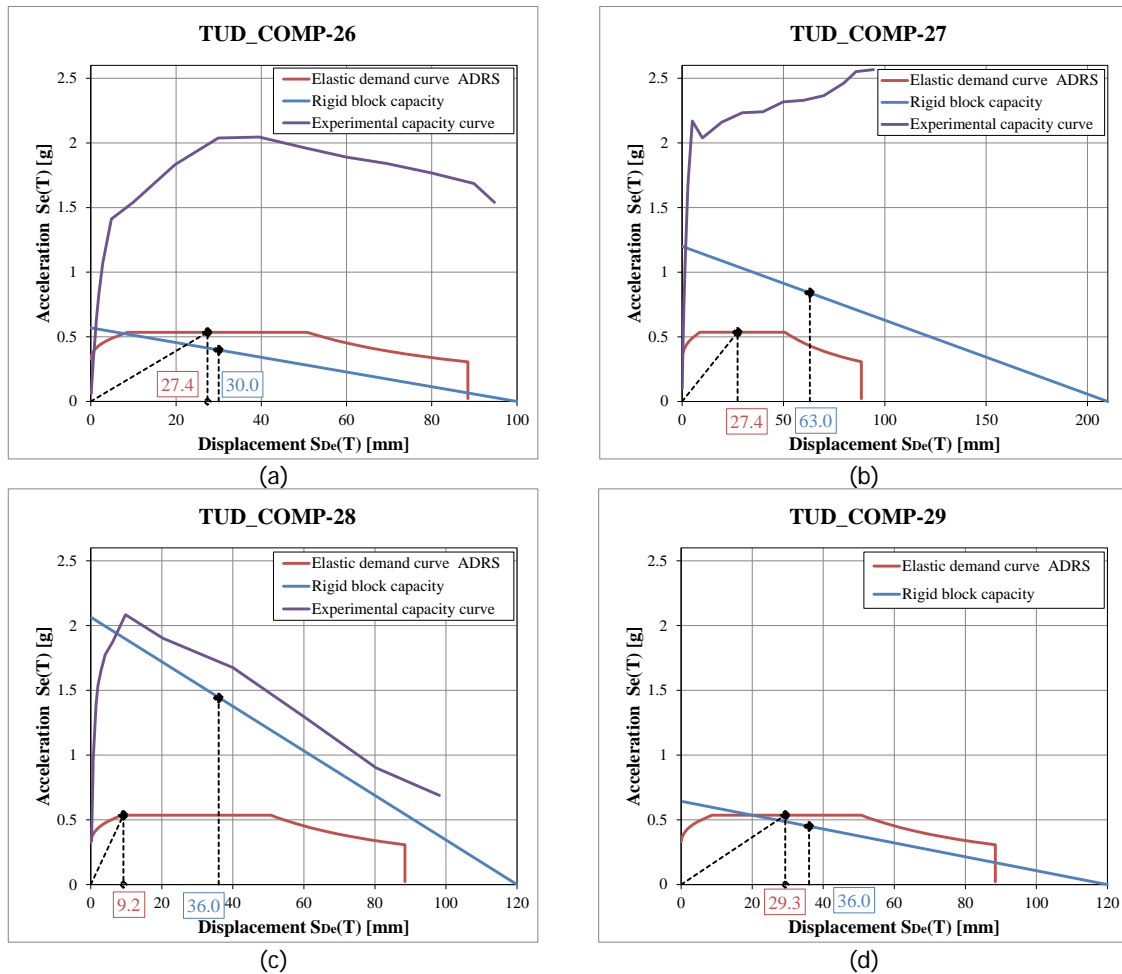 TUD_COMP-26
Elastic demand curve ADRS
Rigid block capacity
Experimental capacity curve
Acceleration Se(T) [g]
2.5
2
1.5
1
0.5
0
27.4
30.0
0 20 40 60 80 100
Displacement SDe(T) [mm]
(a)
TUD_COMP-27
Elastic demand curve ADRS
Rigid block capacity
Experimental capacity curve
Acceleration Se(T) [g]
2.5
2
1.5
1
0.5
0
0 50 100 150 200
27.4
63.0
Displacement SDe(T) [mm]
(b)
TUD_COMP-28
Elastic demand curve ADRS
Rigid block capacity
Experimental capacity curve
Acceleration Se(T) [g]
2.5
2
1.5
1
0.5
0
0 20 40 60 80 100 120
9.2
36.0
Displacement SDe(T) [mm]
(c)
TUD_COMP-29
Elastic demand curve ADRS
Rigid block capacity
Acceleration Se(T) [g]
2.5
2
1.5
1
0.5
0
0 20 40 60 80 100 120
29.3
36.0
Displacement SDe(T) [mm]
(d)